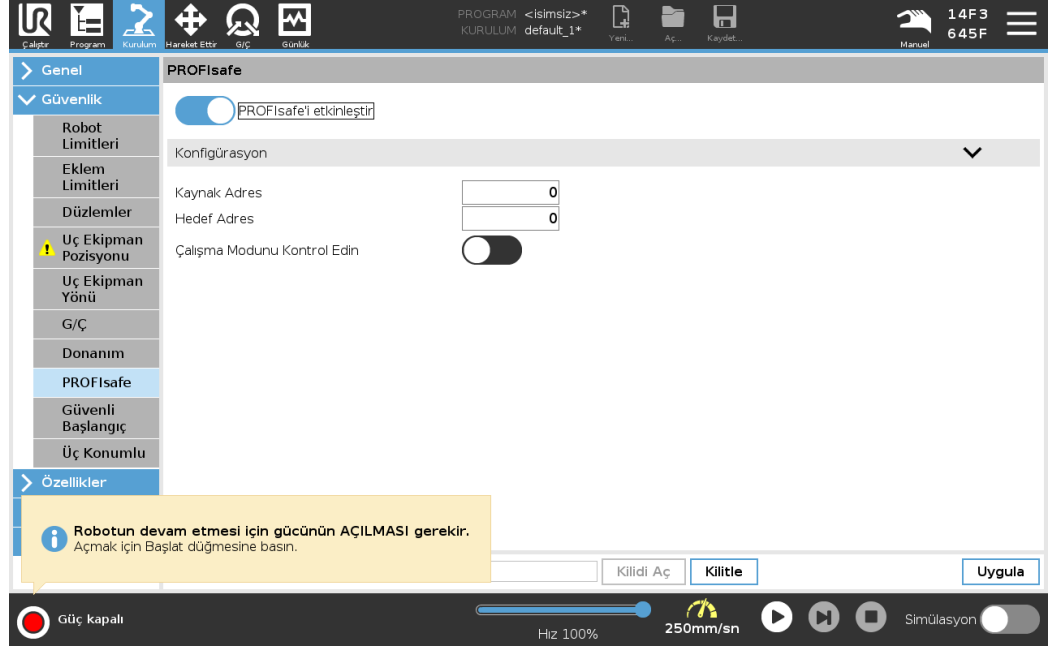 PROGRAM <isimsiz>*
KURULUM default_1*
Yeni...
Aç...
Kaydet...
14F3
645F
Manuel
Çalıştır
Program
Kurulum
Hareket Ettir
G/Ç
Günlük
Genel
Güvenlik
Robot
Limitleri
Eklem
Limitleri
Düzlemler
Uç Ekipman
Pozisyonu
Uç Ekipman
Yönü
G/Ç
Donanım
PROFIsafe
Güvenli
Başlangıç
Üç Konumlu
Özellikler
PROFIsafe
PROFIsafe'i etkinleştir
Konfigürasyon
Kaynak Adres 0
Hedef Adres 0
Çalışma Modunu Kontrol Edin
Robotun devam etmesi için gücünün AÇILMASI gerekir.
Açmak için Başlat düğmesine basın.
Kilidi Aç
Kilitle
Uygula
Güç kapalı
Hız 100%
250mm/sn
Simülasyon